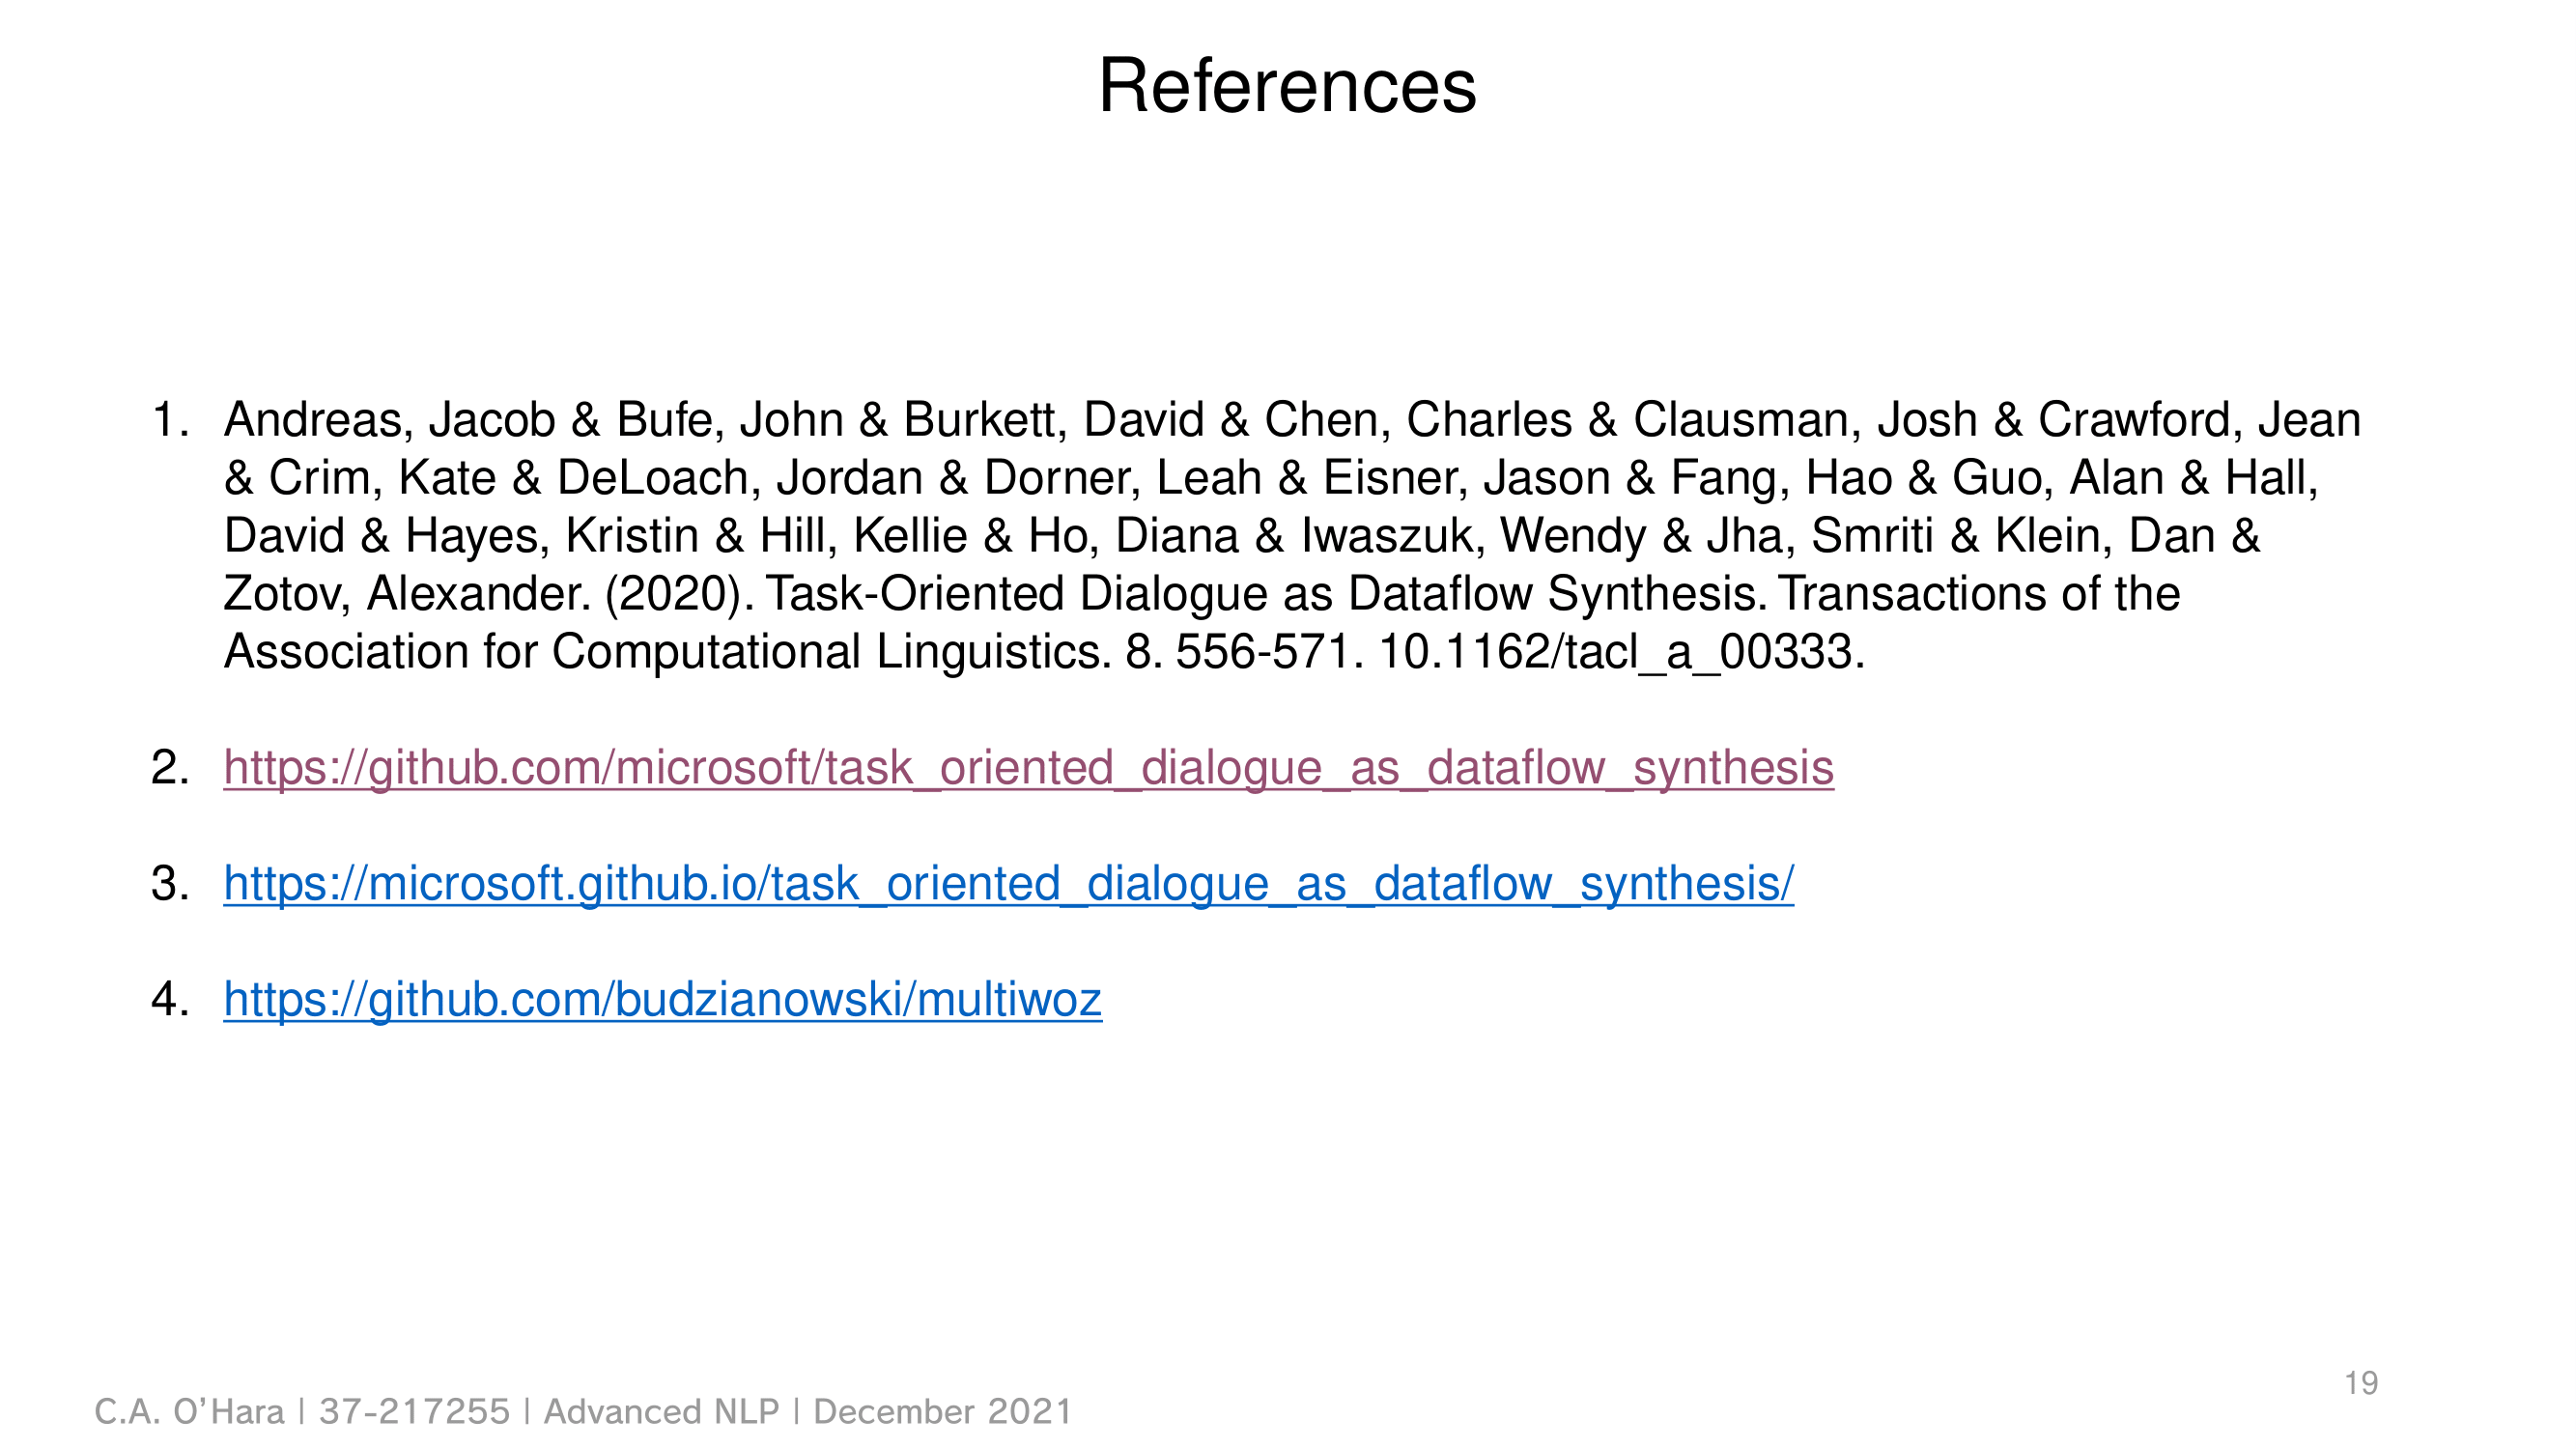 References
1. Andreas, Jacob & Bufe, John & Burkett, David & Chen, Charles & Clausman, Josh & Crawford, Jean
& Crim, Kate & DeLoach, Jordan & Dorner, Leah & Eisner, Jason & Fang, Hao & Guo, Alan & Hall,
David & Hayes, Kristin & Hill, Kellie & Ho, Diana & Iwaszuk, Wendy & Jha, Smriti & Klein, Dan &
Zotov, Alexander. (2020). Task-Oriented Dialogue as Dataflow Synthesis. Transactions of the
Association for Computational Linguistics. 8. 556-571. 10.1162/tacl_a_00333.
2. https://github.com/microsoft/task_oriented_dialogue_as_dataflow_synthesis
3. https://microsoft.github.io/task_oriented_dialogue_as_dataflow_synthesis/
4. https://github.com/budzianowski/multiwoz
19
C.A. O’Hara | 37-217255 | Advanced NLP | December 2021